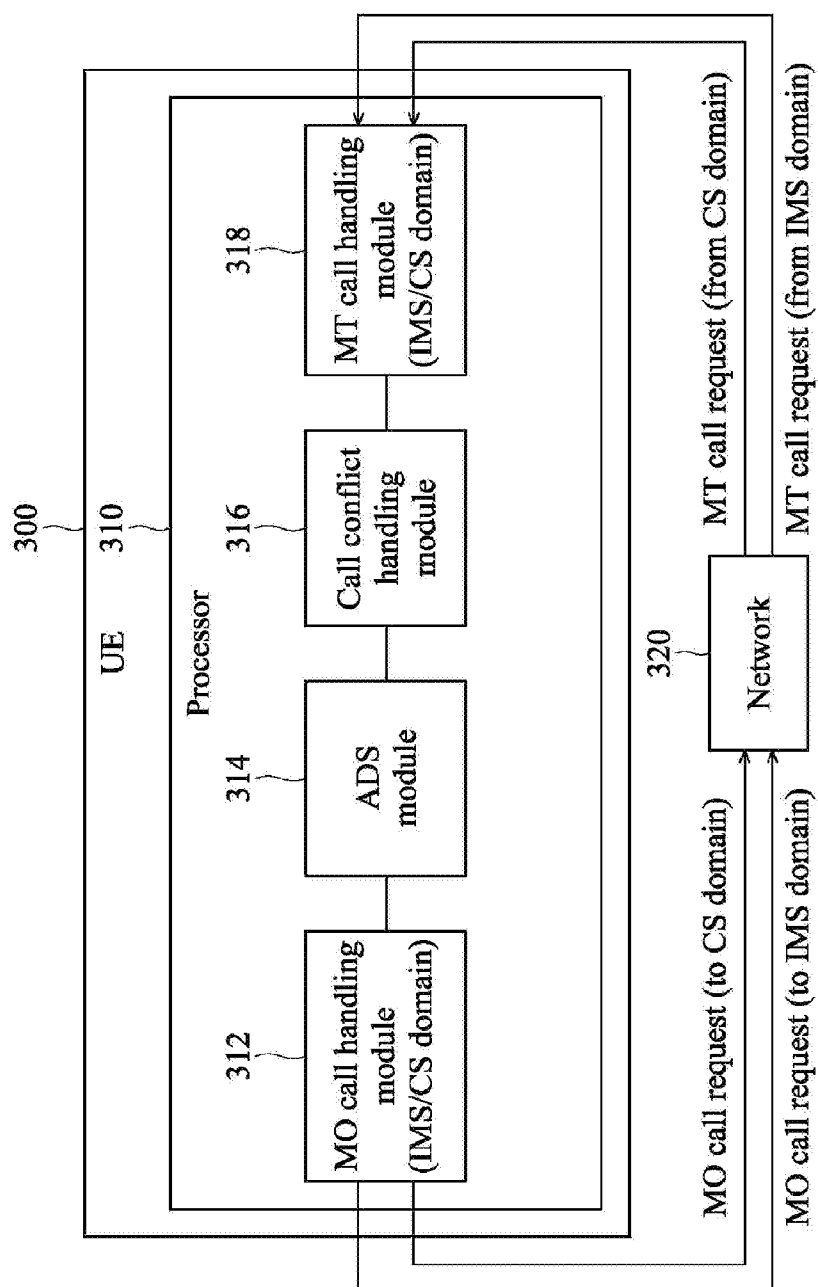 300
UE
310
Processor
312
MO call handling
module
(IMS/CS domain)
314
ADS
module
316
Call conflict
handling
module
318
MT call handling
module
(IMS/CS domain)
320
Network
MO call request (to CS domain)
MO call request (to IMS domain)
MT call request (from CS domain)
MT call request (from IMS domain)